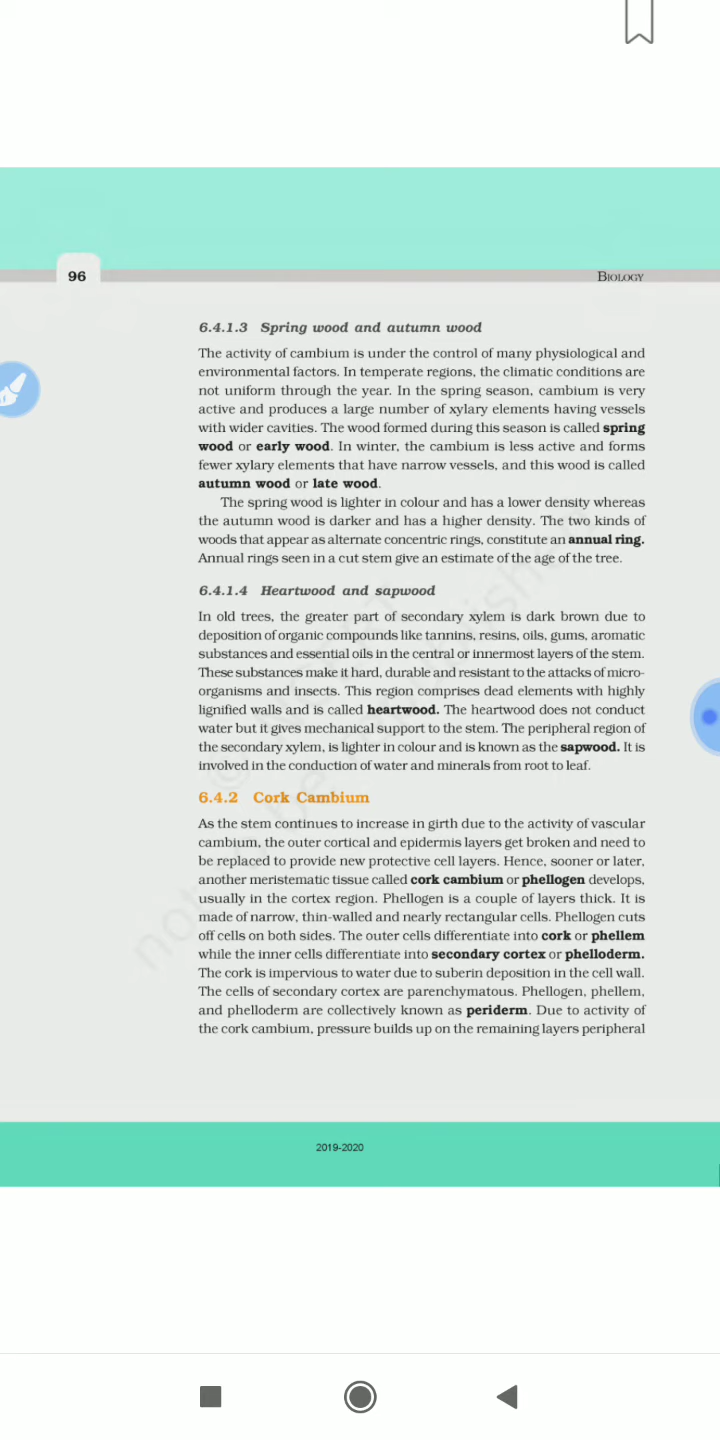 96
BIOLOGY
6.4.1.3 Spring wood and autumn wood
The activity of cambium is under the control of many physiological and
environmental factors. In temperate regions, the climatic conditions are
not uniform through the year. In the spring season, cambium is very
active and produces a large number of xylary elements having vessels
with wider cavities. The wood formed during this season is called spring
wood or early wood. In winter, the cambium is less active and forms
fewer xylary elements that have narrow vessels, and this wood is called
autumn wood or late wood.
The spring wood is lighter in colour and has a lower density whereas
the autumn wood is darker and has a higher density. The two kinds of
woods that appear as alternate concentric rings, constitute an annual ring.
Annual rings seen in a cut stem give an estimate of the age of the tree.
6.4.1.4 Heartwood and sapwood
In old trees, the greater part of secondary xylem is dark brown due to
deposition of organic compounds like tannins, resins, oils, gums, aromatic
substances and essential oils in the central or innermost layers of the stem.
These substances make it hard, durable and resistant to the attacks of micro-
organisms and insects. This region comprises dead elements with highly
lignified walls and is called heartwood. The heartwood does not conduct
water but it gives mechanical support to the stem. The peripheral region of
the secondary xylem, is lighter in colour and is known as the sapwood. It is
involved in the conduction of water and minerals from root to leaf.
6.4.2 Cork Cambium
As the stem continues to increase in girth due to the activity of vascular
cambium, the outer cortical and epidermis layers get broken and need to
be replaced to provide new protective cell layers. Hence, sooner or later,
another meristematic tissue called cork cambium or phellogen develops,
usually in the cortex region. Phellogen is a couple of layers thick. It is
made of narrow, thin-walled and nearly rectangular cells. Phellogen cuts
off cells on both sides. The outer cells differentiate into cork or phellem
while the inner cells differentiate into secondary cortex or phelloderm.
The cork is impervious to water due to suberin deposition in the cell wall.
The cells of secondary cortex are parenchymatous. Phellogen, phellem,
and phelloderm are collectively known as periderm. Due to activity of
the cork cambium, pressure builds up on the remaining layers peripheral
2019-2020